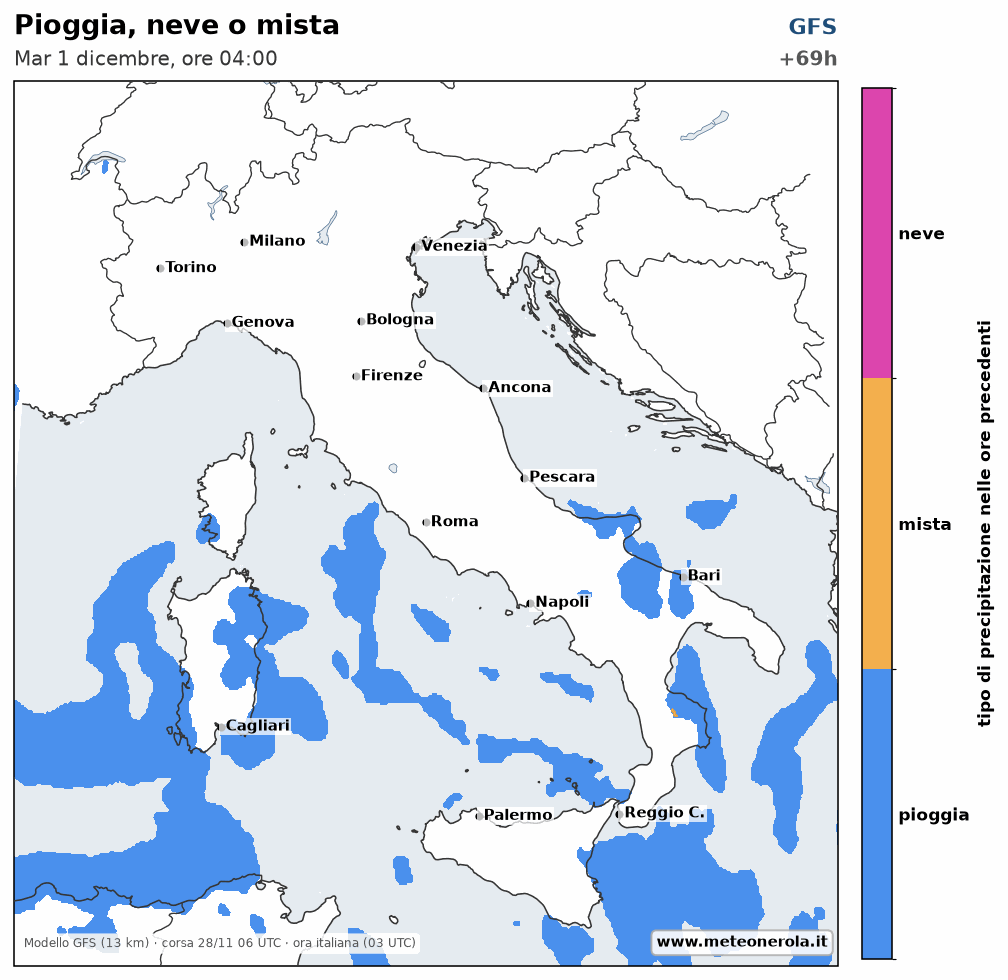 Pioggia, neve o mista
GFS
Mar 1 dicembre, ore 04:00
+69h
neve
Milano
Venezia
Torino
Genova
Bologna
Firenze
Ancona
Pescara
Roma
mista
Bari
Napoli
tipo di precipitazione nelle ore precedenti
Cagliari
Palermo
Reggio C.
pioggia
Modello GFS (13 km) · corsa 28/11 06 UTC · ora italiana (03 UTC)
www.meteonerola.it